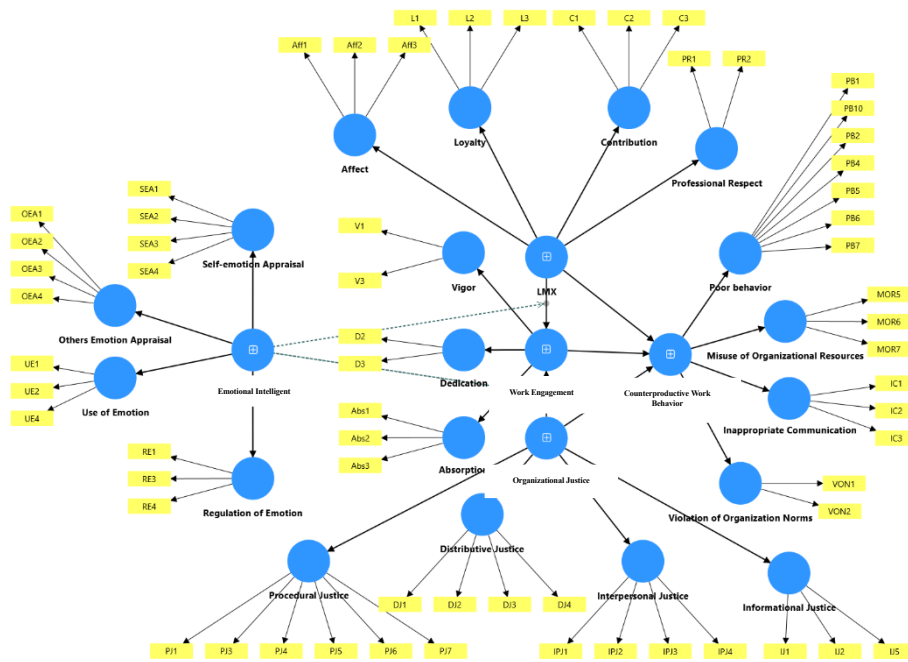 L1
L2
L3
C1
C2
C3
Aff1
Aff2
Aff3
PR1
PR2
Affect
Loyalty
Contribution
Professional Respect
PB1
PB10
PB2
PB4
PB5
PB6
PB7
Poor behavior
SEA1
SEA2
SEA3
SEA4
Self-emotion Appraisal
OEA1
OEA2
OEA3
OEA4
Others Emotion Appraisal
V1
V3
Vigor
LMX
MOR5
MOR6
MOR7
Misuse of Organizational Resources
UE1
UE2
UE4
Use of Emotion
Emotional Intelligent
D2
D3
Dedication
Work Engagement
Counterproductive Work
Behavior
IC1
IC2
IC3
Inappropriate Communication
Abs1
Abs2
Abs3
Absorption
Organizational Justice
RE1
RE3
RE4
Regulation of Emotion
VON1
VON2
Violation of Organization Norms
Distributive Justice
Procedural Justice
Interpersonal Justice
Informational Justice
DJ1
DJ2
DJ3
DJ4
PJ1
PJ3
PJ4
PJ5
PJ6
PJ7
IPJ1
IPJ2
IPJ3
IPJ4
IJ1
IJ2
IJ5